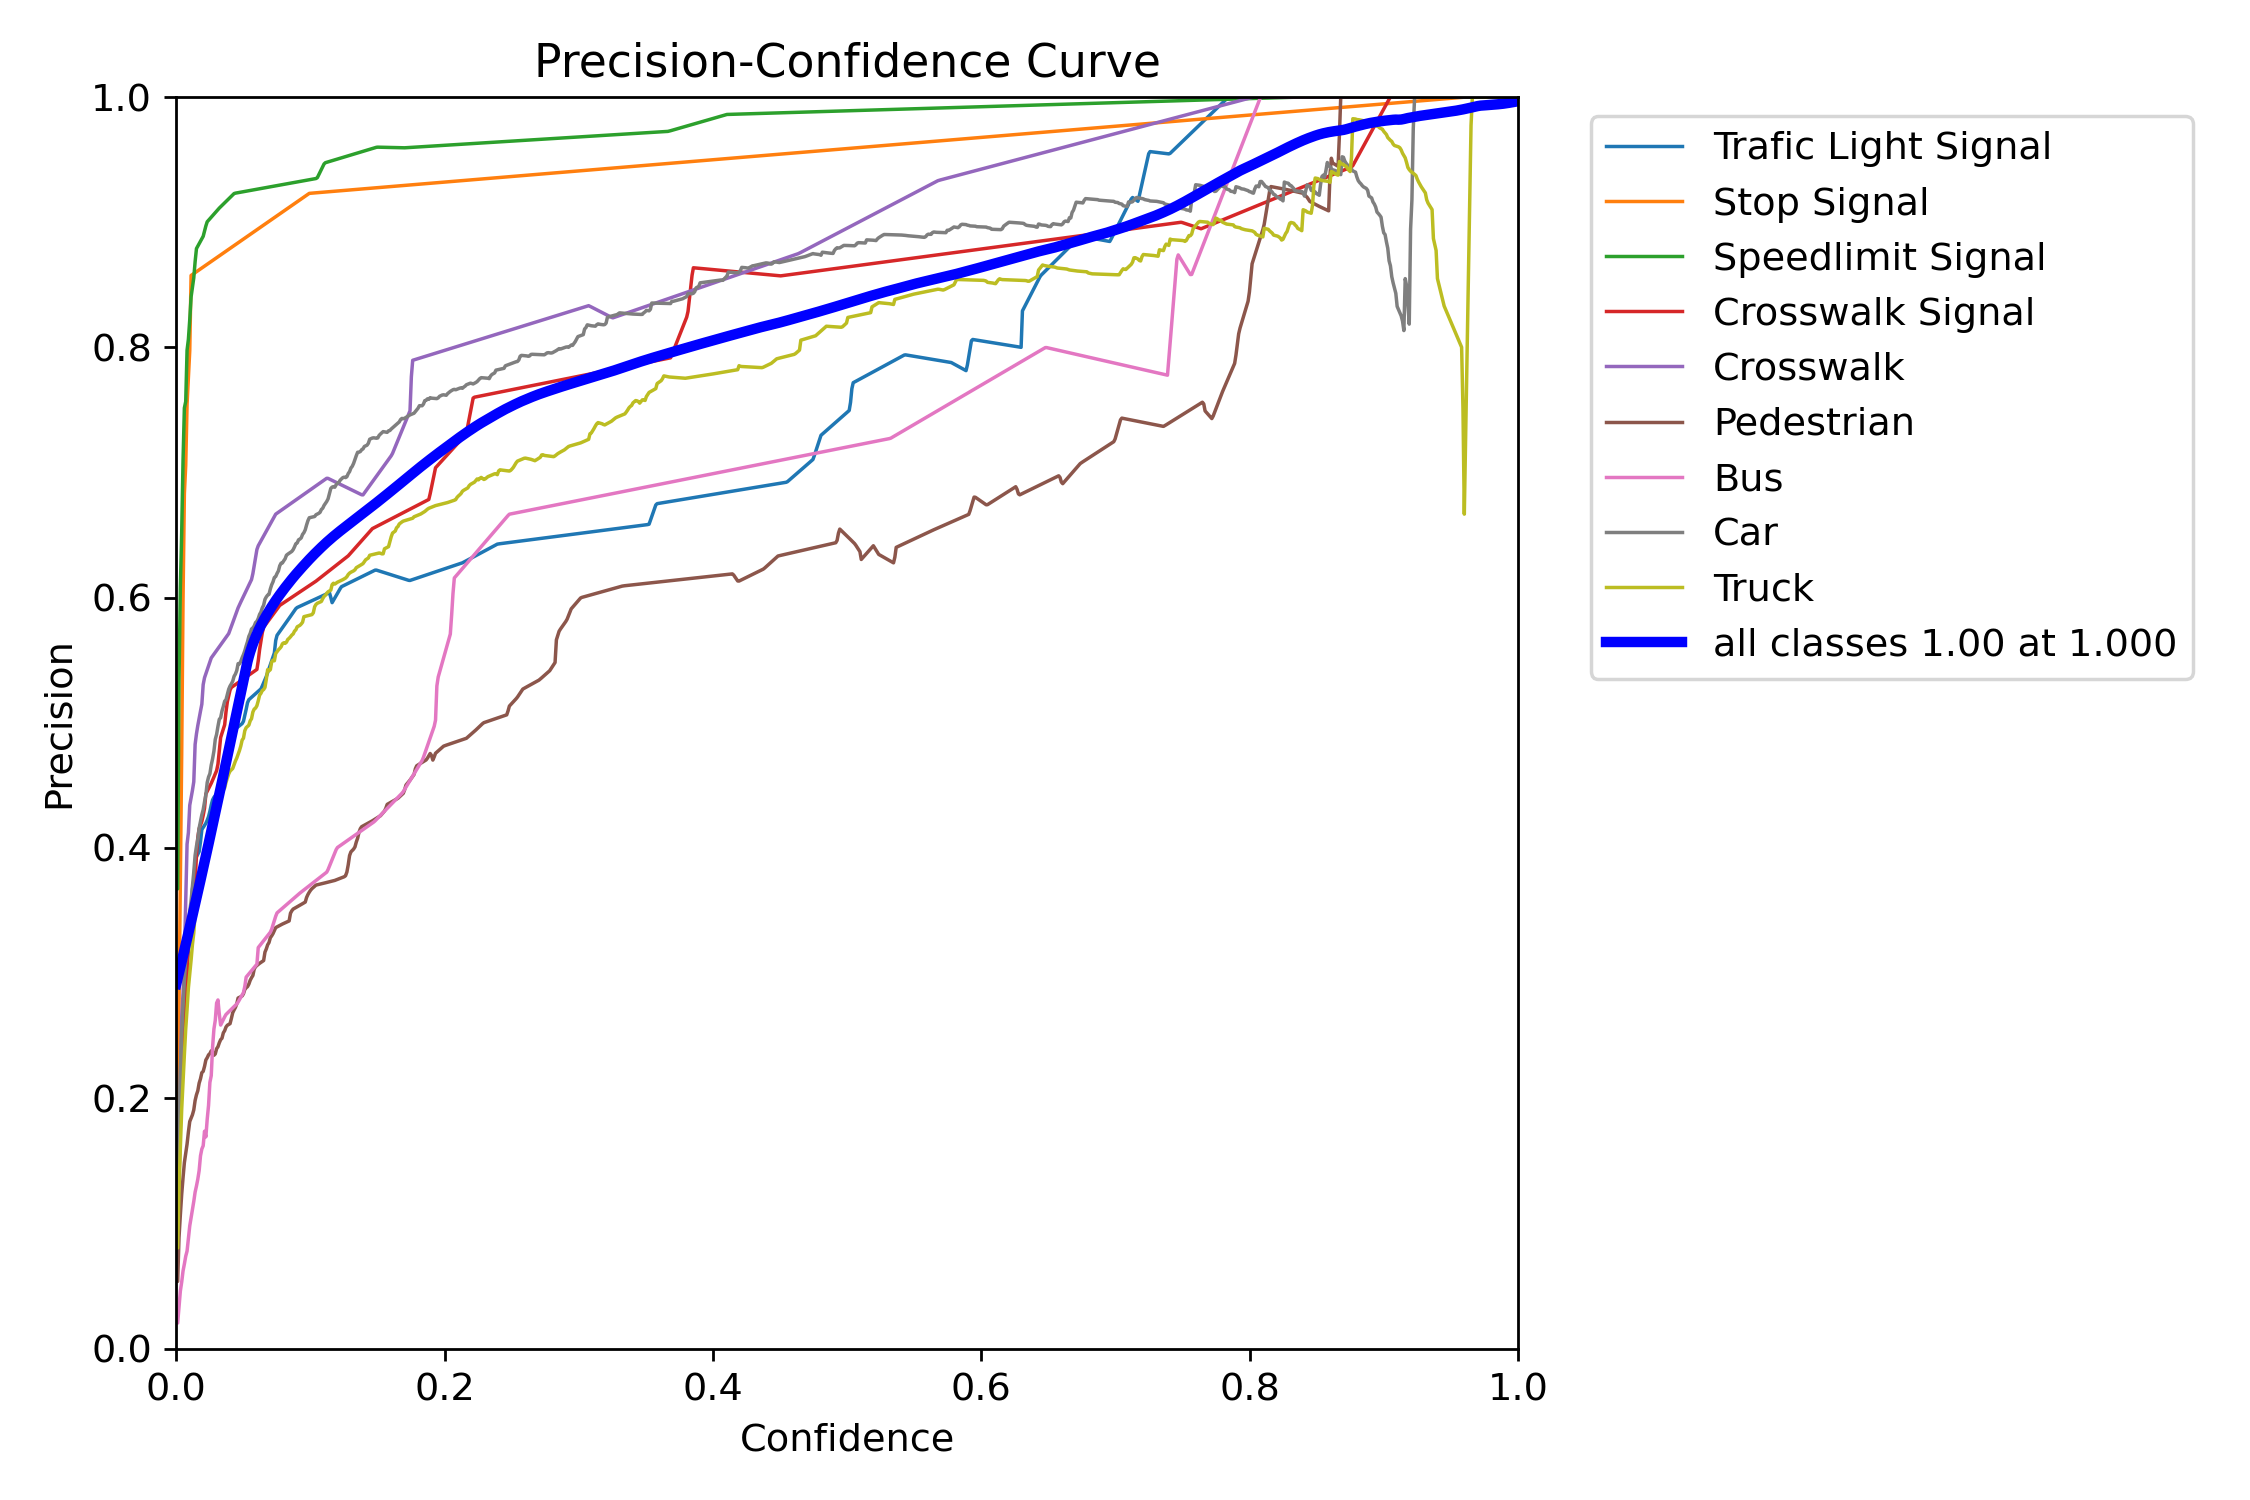 Precision-Confidence Curve
1.0
0.8
0.6
0.4
0.2
0.0
Precision
0.0 0.2 0.4 0.6 0.8 1.0
Confidence
Trafic Light Signal
Stop Signal
Speedlimit Signal
Crosswalk Signal
Crosswalk
Pedestrian
Bus
Car
Truck
all classes 1.00 at 1.000